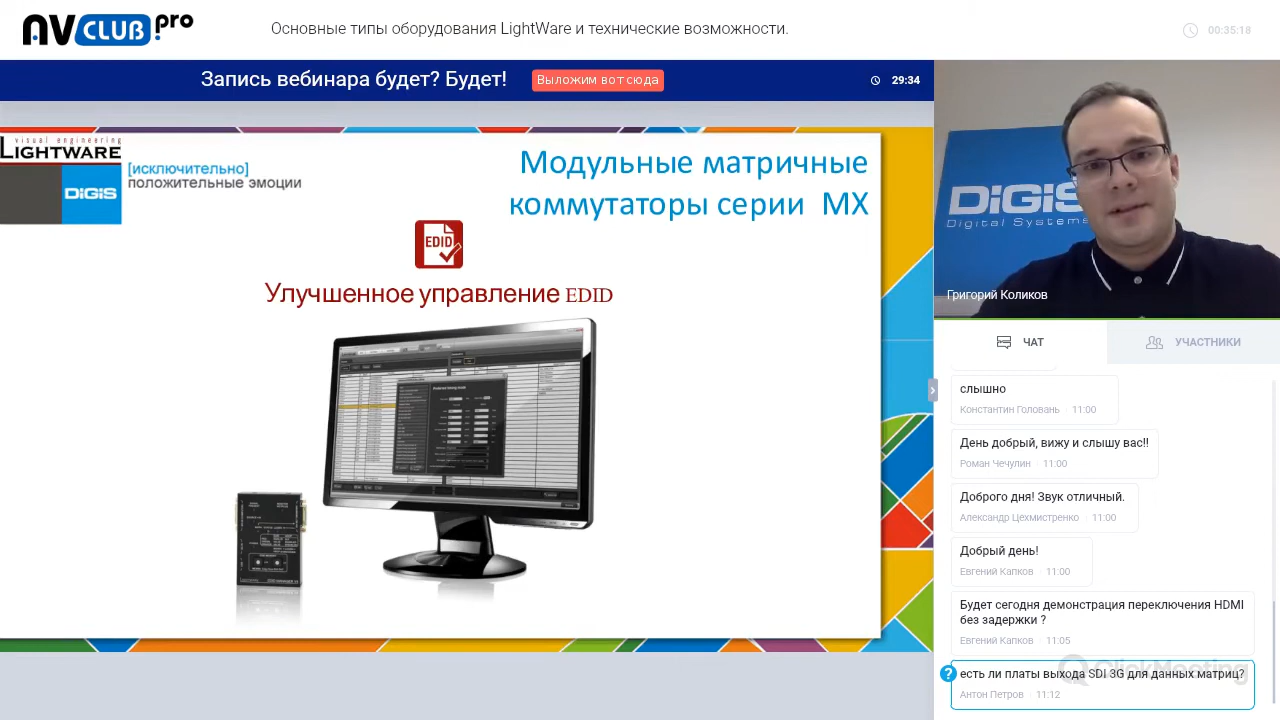 AVCLUB.pro
Основные типы оборудования LightWare и технические возможности.
00:35:18
Запись вебинара будет? Будет!
Выложим вот сюда
29:34
visual engineering
LIGHTWARE
[исключительно]
положительные эмоции
DiGiS
Модульные матричные
коммутаторы серии MX
EDID
Улучшенное управление EDID
DiGiS
Digital Systems
Григорий Коликов
ЧАТ
УЧАСТНИКИ
слышно
Константин Головань 11:00
День добрый, вижу и слышу вас!!
Роман Чечулин 11:00
Доброго дня! Звук отличный.
Александр Цехмистренко 11:00
Добрый день!
Евгений Капков 11:00
Будет сегодня демонстрация переключения HDMI
без задержки ?
Евгений Капков 11:05
ClickMeeting
? есть ли платы выхода SDI 3G для данных матриц?
Антон Петров 11:12